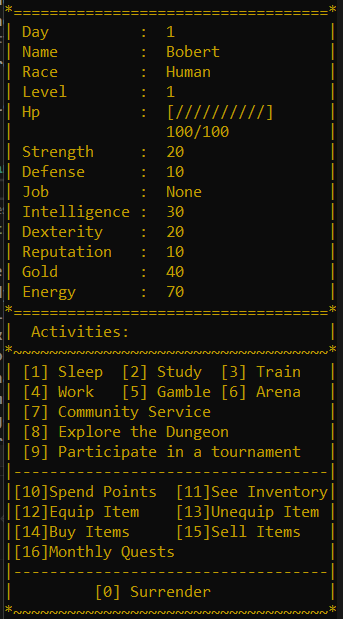 *===================================*
| Day         :  1                  |
| Name        :  Bobert             |
| Race        :  Human              |
| Level       :  1                  |
| Hp          :  [//////////]       |
|                100/100            |
| Strength    :  20                 |
| Defense     :  10                 |
| Job         :  None               |
| Intelligence :  30                |
| Dexterity   :  20                 |
| Reputation  :  10                 |
| Gold        :  40                 |
| Energy      :  70                 |
*===================================*
|  Activities:                      |
*~~~~~~~~~~~~~~~~~~~~~~~~~~~~~~~~~~~*
| [1] Sleep  [2] Study  [3] Train   |
| [4] Work   [5] Gamble [6] Arena   |
| [7] Community Service             |
| [8] Explore the Dungeon           |
| [9] Participate in a tournament   |
|-----------------------------------|
|[10]Spend Points  [11]See Inventory|
|[12]Equip Item    [13]Unequip Item |
|[14]Buy Items     [15]Sell Items   |
|[16]Monthly Quests                 |
|-----------------------------------|
|         [0] Surrender             |
*~~~~~~~~~~~~~~~~~~~~~~~~~~~~~~~~~~~*